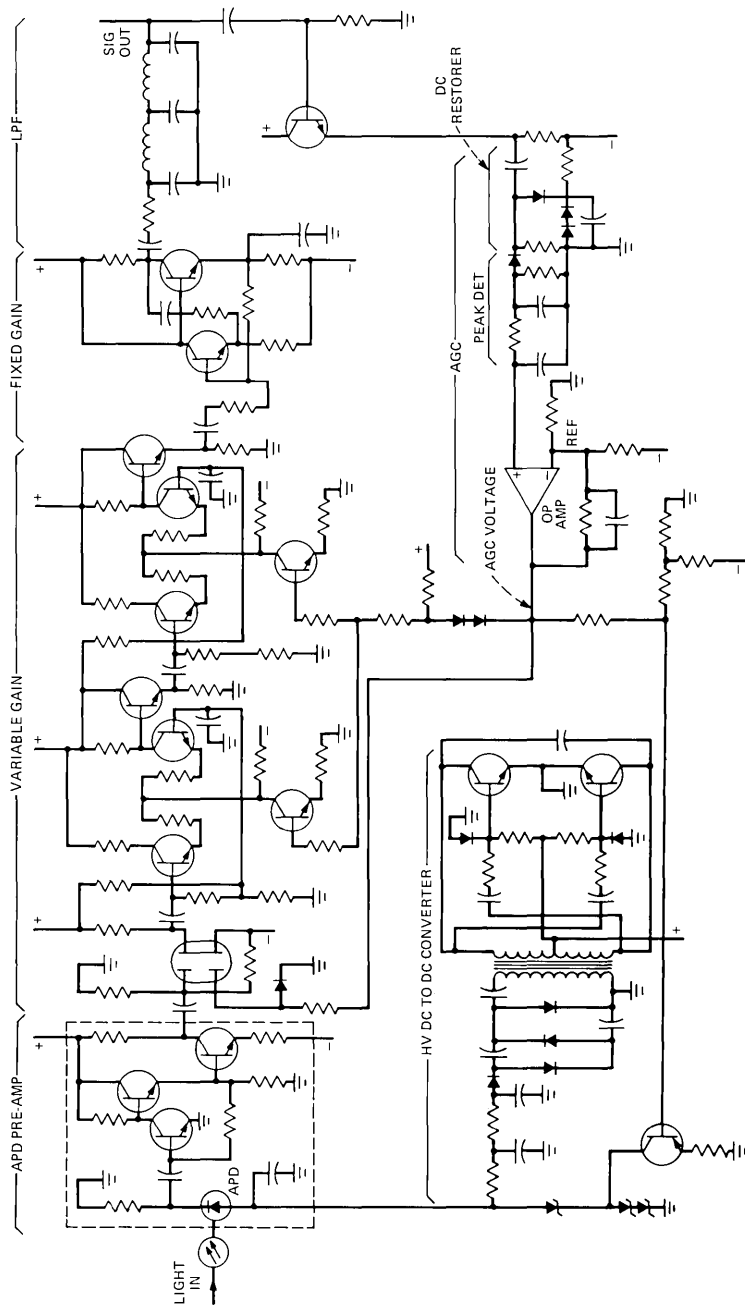 APD PRE-AMP
VARIABLE GAIN
FIXED GAIN
LPF
+
+
+
+
+
SIG
OUT
+
DC
RESTORER
AGC
PEAK DET
LIGHT
IN
APD
−
−
−
−
−
−
+
AGC VOLTAGE
+
−
OP
AMP
REF
−
−
HV DC TO DC CONVERTER
+